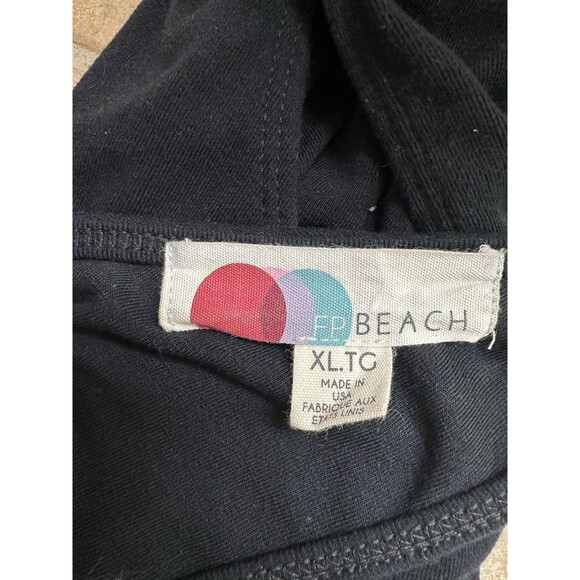 FP BEACH
XL.TG
MADE IN
USA
FABRIQUE AUX
ETATS UNIS